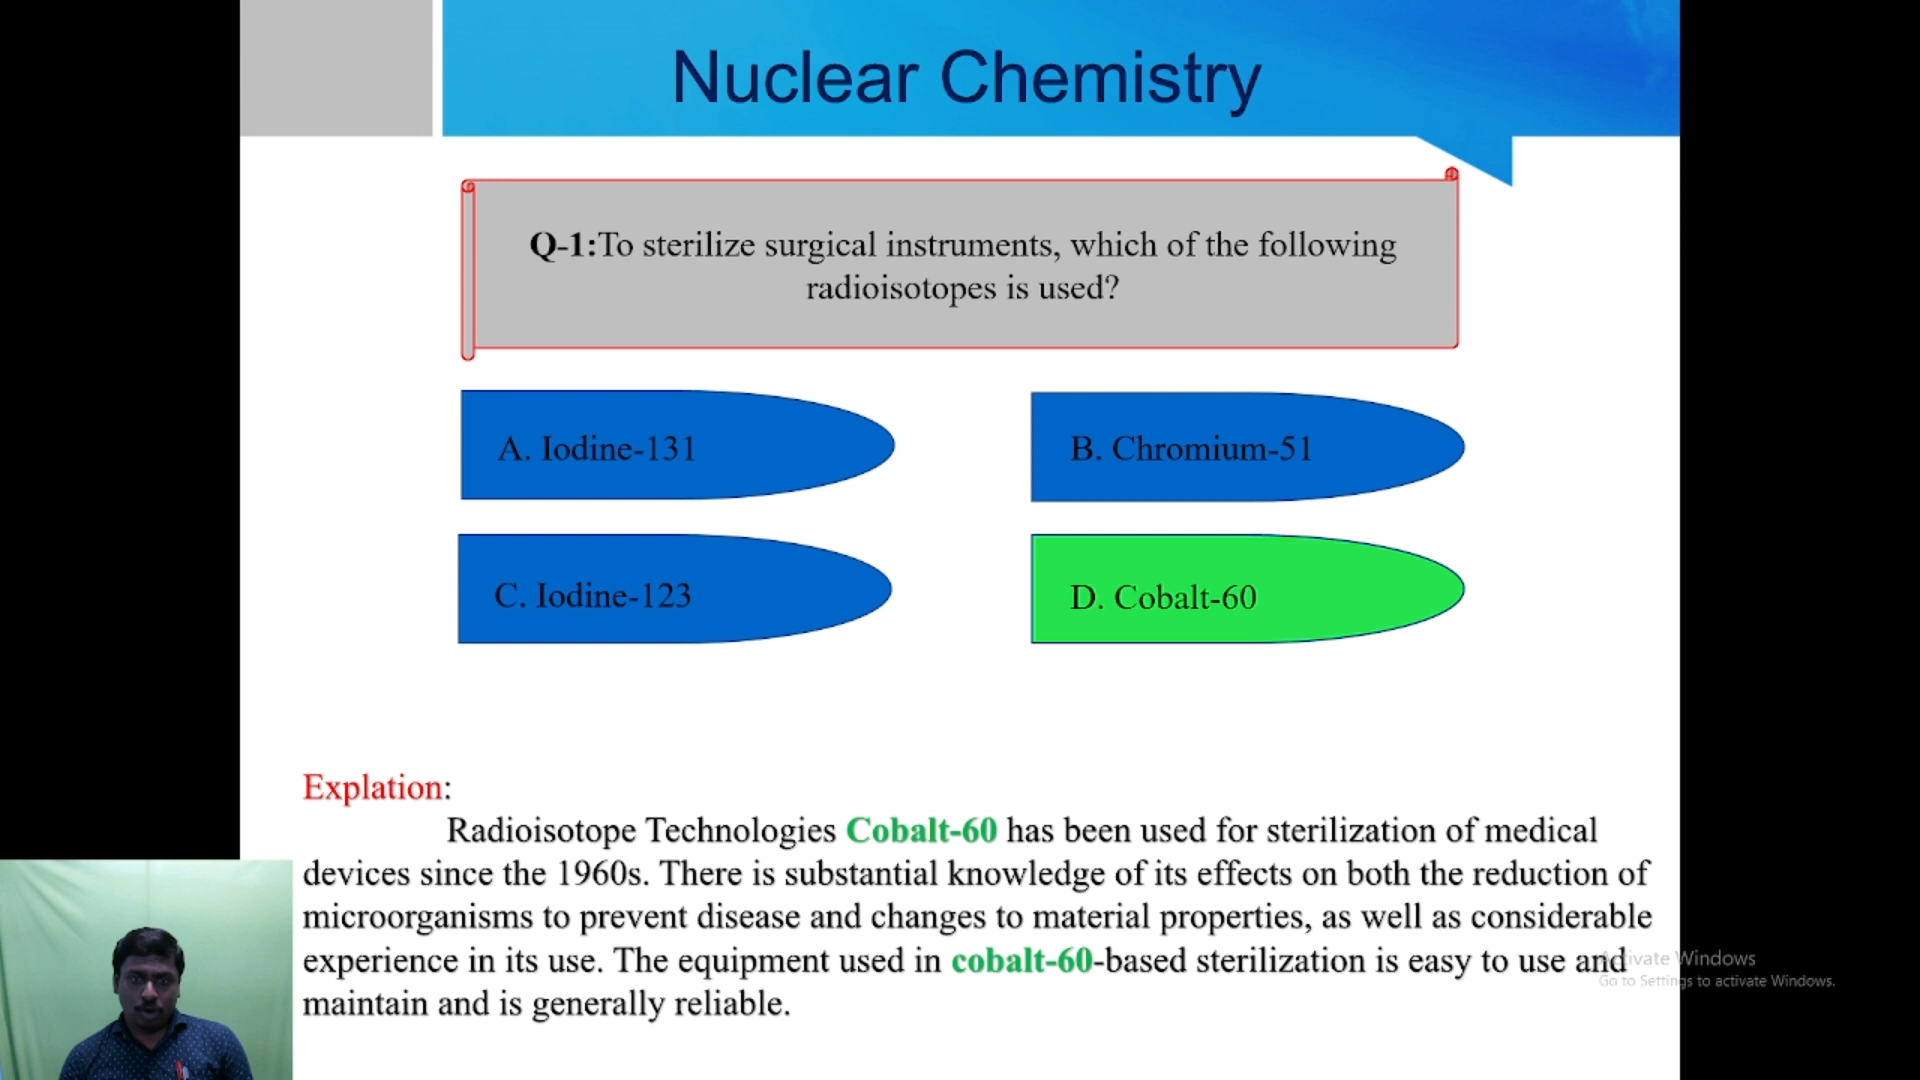 Nuclear Chemistry
Q-1:To sterilize surgical instruments, which of the following
radioisotopes is used?
A. Iodine-131
B. Chromium-51
C. Iodine-123
D. Cobalt-60
Explation:
Radioisotope Technologies Cobalt-60 has been used for sterilization of medical
devices since the 1960s. There is substantial knowledge of its effects on both the reduction of
microorganisms to prevent disease and changes to material properties, as well as considerable
experience in its use. The equipment used in cobalt-60-based sterilization is easy to use and
maintain and is generally reliable.
Activate Windows
Go to Settings to activate Windows.